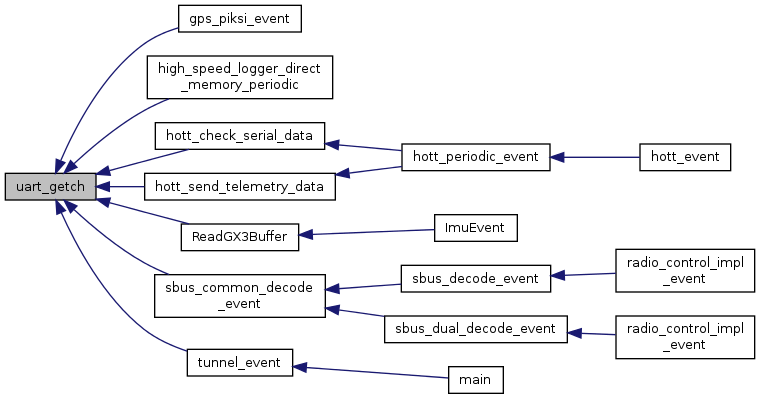 gps_piksi_event
high_speed_logger_direct
_memory_periodic
hott_check_serial_data
hott_periodic_event
hott_event
uart_getch
hott_send_telemetry_data
ReadGX3Buffer
ImuEvent
sbus_common_decode
_event
sbus_decode_event
radio_control_impl
_event
sbus_dual_decode_event
radio_control_impl
_event
tunnel_event
main